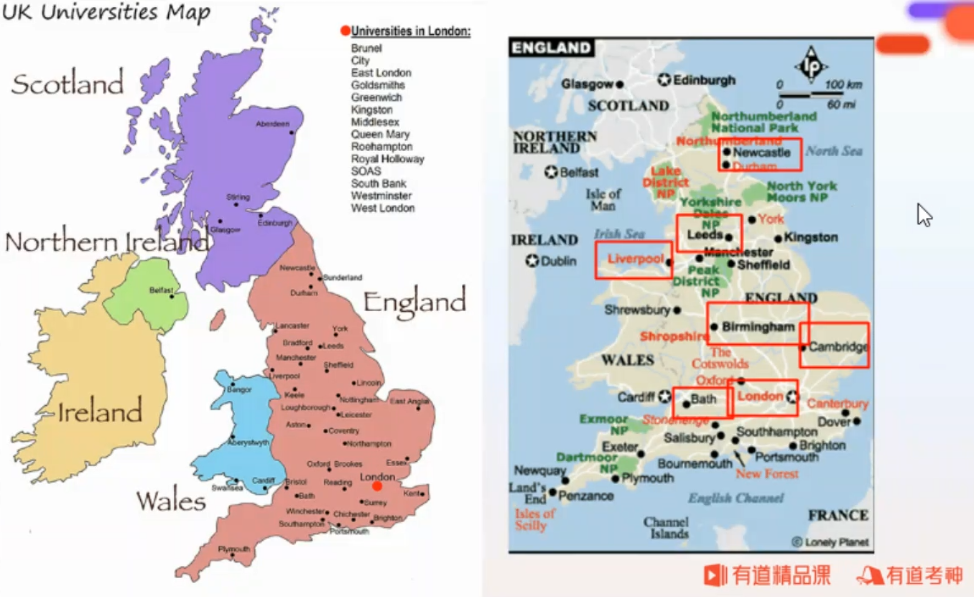 UK Universities Map
Scotland
Northern Ireland
Ireland
Wales
England
Universities in London:
Brunel
City
East London
Goldsmiths
Greenwich
Kingston
Middlesex
Queen Mary
Roehampton
Royal Holloway
SOAS
South Bank
Westminster
West London
Aberdeen
Stirling
Glasgow
Edinburgh
Belfast
Newcastle
Sunderland
Durham
Lancaster
York
Bradford
Leeds
Manchester
Sheffield
Liverpool
Bangor
Keele
Lincoln
Nottingham
East Anglia
Loughborough
Leicester
Aston
Coventry
Aberystwyth
Northampton
Oxford Brookes
Essex
London
Swansea
Cardiff
Bristol
Reading
Bath
Kent
Surrey
Winchester
Chichester
Brighton
Southampton
Portsmouth
Plymouth
ENGLAND
lp
0 100 km
0 60 mi
Glasgow
Edinburgh
SCOTLAND
Northumberland
National Park
NORTHERN
IRELAND
Northumberland
Newcastle
North Sea
Durham
Belfast
Lake
District
NP
Isle of
Man
North York
Moors NP
Yorkshire
Dales
NP
York
Irish Sea
IRELAND
Leeds
Kingston
Dublin
Liverpool
Manchester
Sheffield
Peak
District
NP
ENGLAND
Shrewsbury
Birmingham
Shropshire
Cambridge
WALES
The
Cotswolds
Oxford
Cardiff
Bath
London
Canterbury
Stonehenge
Dover
Exmoor
NP
Salisbury
Southhampton
Brighton
Exeter
Portsmouth
Dartmoor
NP
Bournemouth
New Forest
Newquay
Plymouth
Land's
End
Penzance
English Channel
Isles of
Scilly
Channel
Islands
FRANCE
© Lonely Planet
有道精品课
有道考神